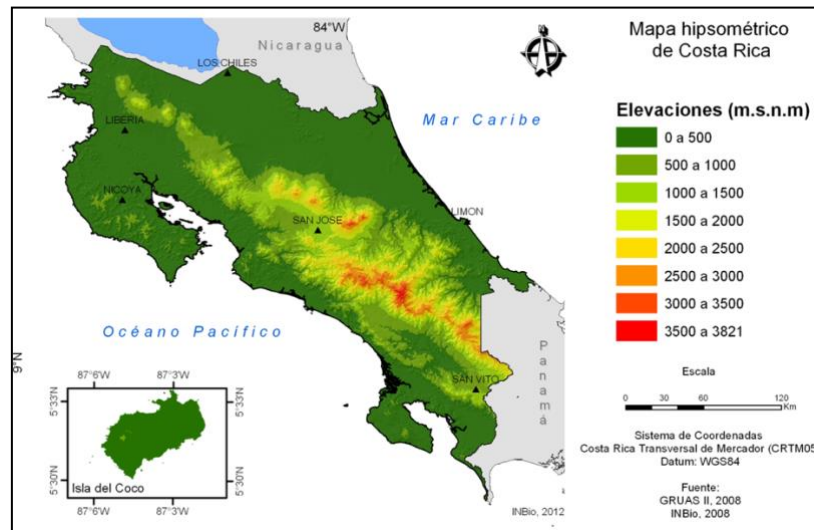 Mapa hipsométrico
de Costa Rica
84°W
Nicaragua
LOS CHILES
Mar Caribe
LIBERIA
NICOYA
SAN JOSE
LIMON
Océano Pacífico
9°N
Panamá
SAN VITO
87°6'W
87°3'W
5°33'N
5°33'N
5°30'N
5°30'N
Isla del Coco
87°6'W
87°3'W
INBio, 2012
Elevaciones (m.s.n.m)
0 a 500
500 a 1000
1000 a 1500
1500 a 2000
2000 a 2500
2500 a 3000
3000 a 3500
3500 a 3821
Escala
0
30
60
120
Km
Sistema de Coordenadas
Costa Rica Transversal de Mercador (CRTM05
Datum: WGS84
Fuente:
GRUAS II, 2008
INBio, 2008